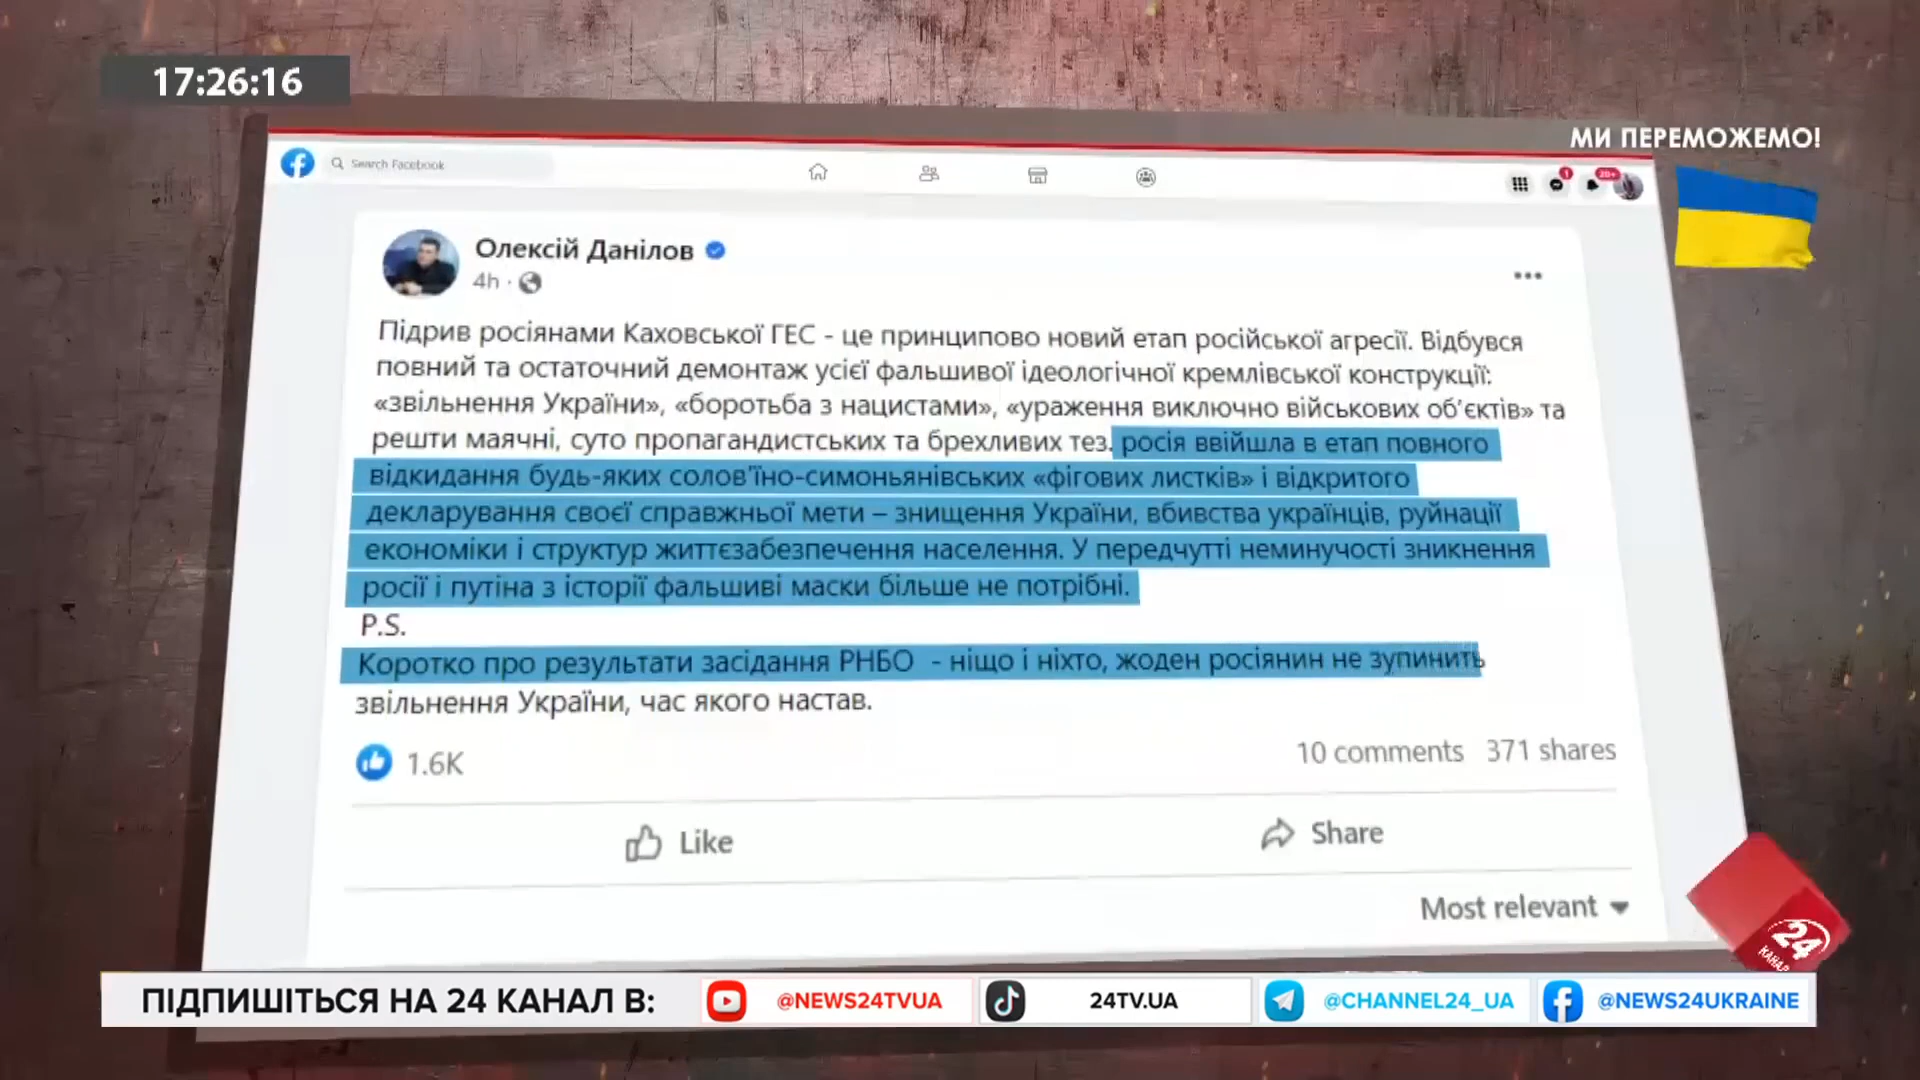 17:26:16
МИ ПЕРЕМОЖЕМО!
Search Facebook
1
20+
Олексій Данілов
4h ·
Підрив росіянами Каховської ГЕС - це принципово новий етап російської агресії. Відбувся
повний та остаточний демонтаж усієї фальшивої ідеологічної кремлівської конструкції:
«звільнення України», «боротьба з нацистами», «ураження виключно військових об’єктів» та
решти маячні, суто пропагандистських та брехливих тез. росія ввійшла в етап повного
відкидання будь-яких солов’їно-симоньянівських «фігових листків» і відкритого
декларування своєї справжньої мети – знищення України, вбивства українців, руйнації
економіки і структур життєзабезпечення населення. У передчутті неминучості зникнення
росії і путіна з історії фальшиві маски більше не потрібні.
P.S.
Коротко про результати засідання РНБО - ніщо і ніхто, жоден росіянин не зупинить
звільнення України, час якого настав.
1.6K
10 comments 371 shares
Like
Share
Most relevant
24
КАНАЛ
ПІДПИШІТЬСЯ НА 24 КАНАЛ В:
@NEWS24TVUA
24TV.UA
@CHANNEL24_UA
@NEWS24UKRAINE